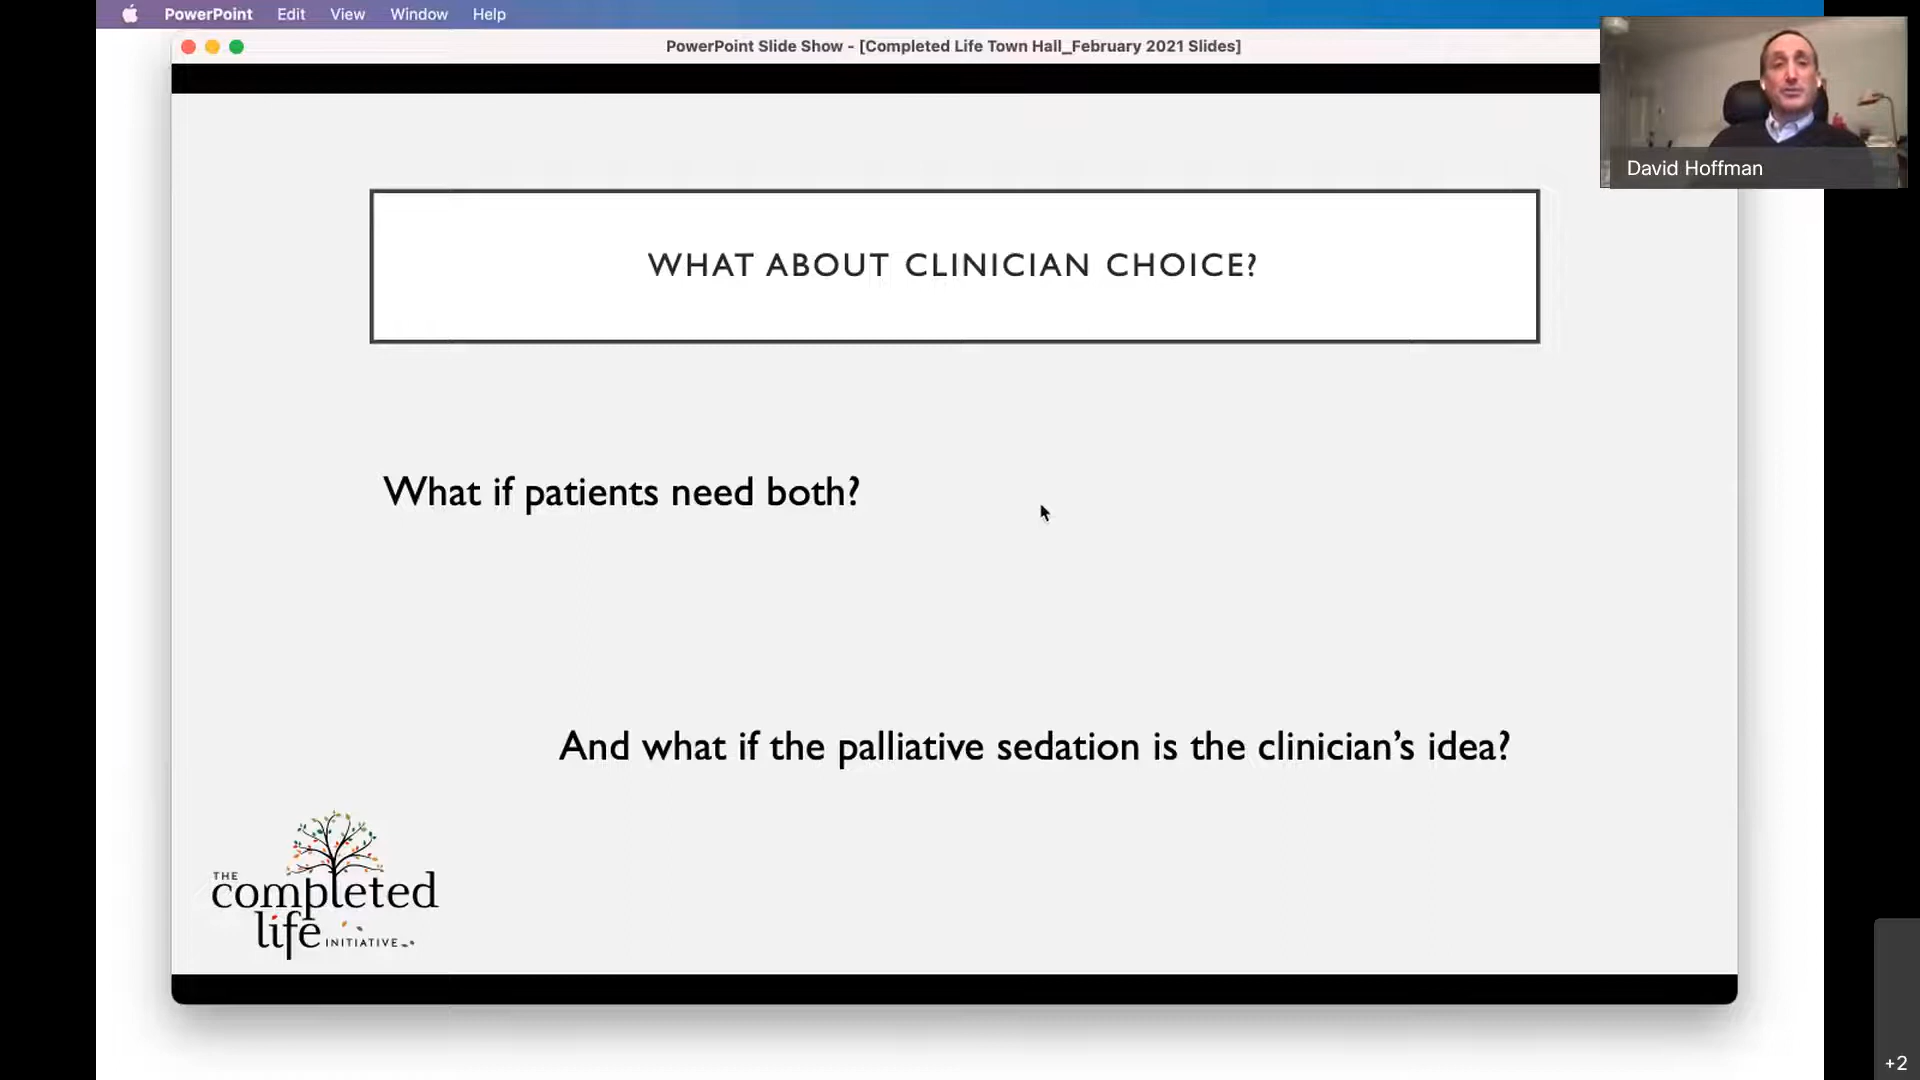 PowerPoint Edit View Window Help
PowerPoint Slide Show - [Completed Life Town Hall_February 2021 Slides]
David Hoffman
WHAT ABOUT CLINICIAN CHOICE?
What if patients need both?
And what if the palliative sedation is the clinician’s idea?
THE
completed
life INITIATIVE
+2